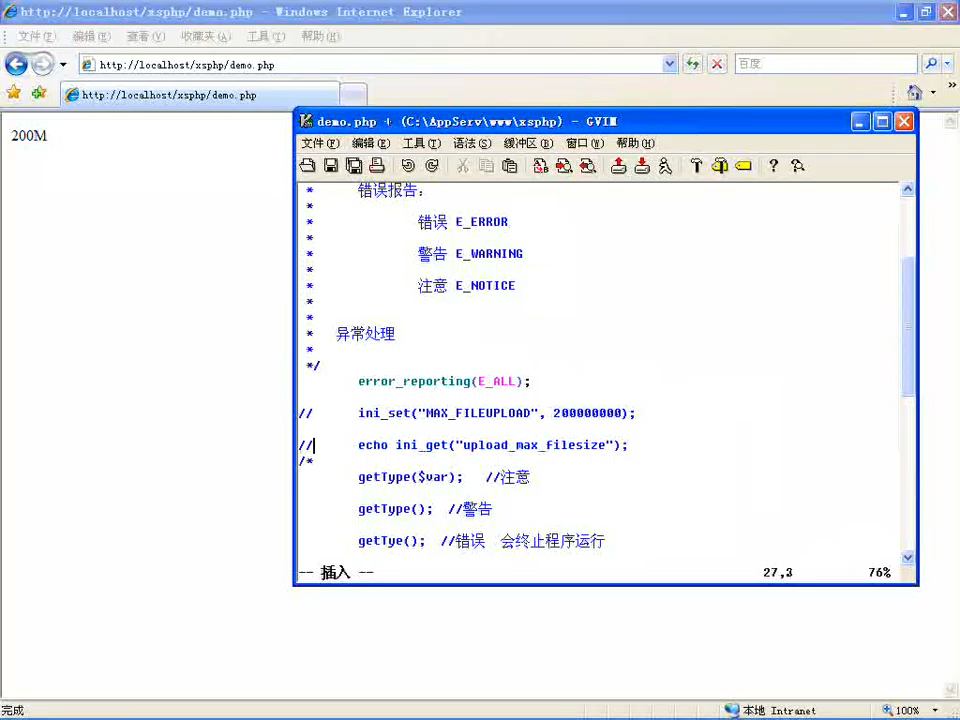 http://localhost/xsphp/demo.php - Windows Internet Explorer
文件(F) 编辑(E) 查看(V) 收藏夹(A) 工具(T) 帮助(H)
http://localhost/xsphp/demo.php 百度
http://localhost/xsphp/demo.php
200M
demo.php + (C:\AppServ\www\xsphp) - GVIM
文件(F) 编辑(E) 工具(T) 语法(S) 缓冲区(B) 窗口(W) 帮助(H)
* 错误报告:
*
* 错误 E_ERROR
*
* 警告 E_WARNING
*
* 注意 E_NOTICE
*
*
* 异常处理
*
*/
error_reporting(E_ALL);
// ini_set("MAX_FILEUPLOAD", 200000000);
// echo ini_get("upload_max_filesize");
/*
getType($var); //注意
getType(); //警告
getTye(); //错误 会终止程序运行
-- 插入 -- 27,3 76%
完成 本地 Intranet 100%